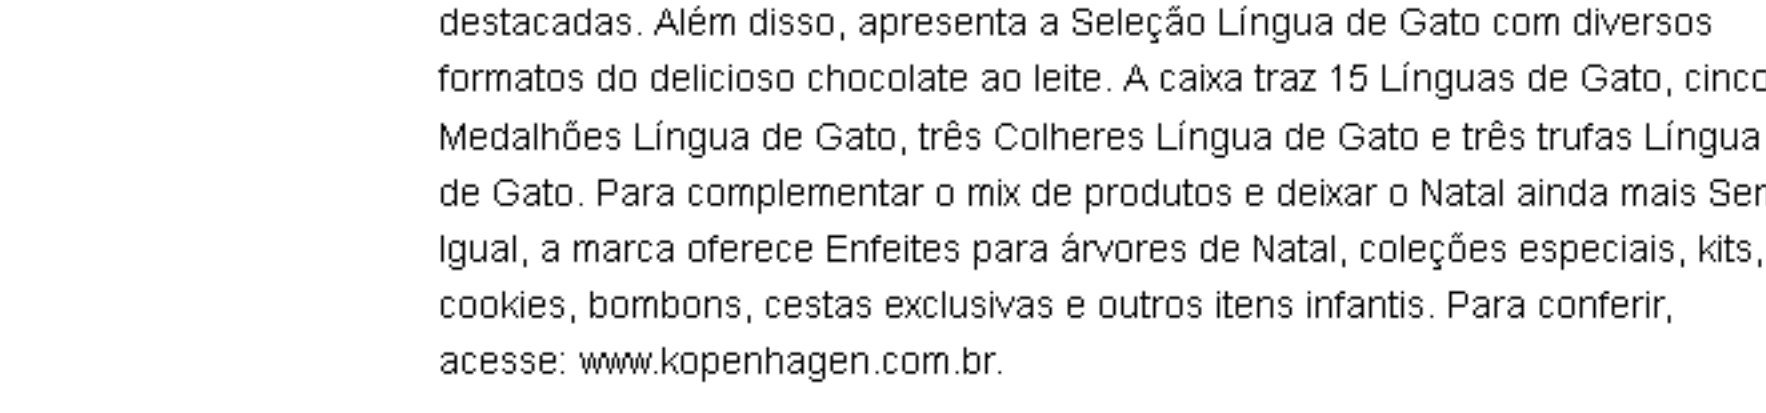 destacadas. Além disso, apresenta a Seleção Língua de Gato com diversos
formatos do delicioso chocolate ao leite. A caixa traz 15 Línguas de Gato, cinco
Medalhões Língua de Gato, três Colheres Língua de Gato e três trufas Língua
de Gato. Para complementar o mix de produtos e deixar o Natal ainda mais
Igual, a marca oferece Enfeites para árvores de Natal, coleções especiais, kits,
cookies, bombons, cestas exclusivas e outros itens infantis. Para conferir,
acesse: www.kopenhagen.com.br.